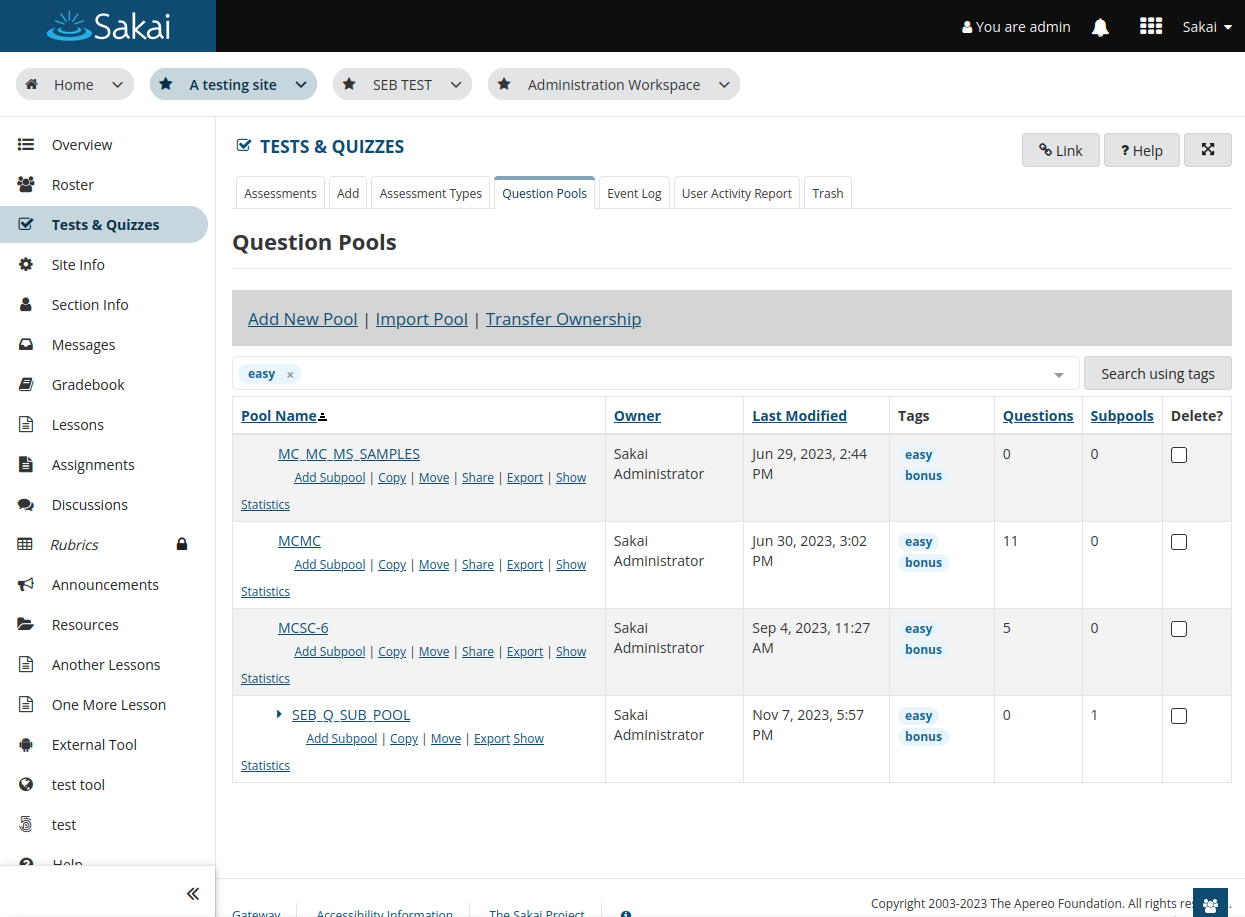 Sakai
You are admin
Sakai
Home
A testing site
SEB TEST
Administration Workspace
Overview
Roster
Tests & Quizzes
Site Info
Section Info
Messages
Gradebook
Lessons
Assignments
Discussions
Rubrics
Announcements
Resources
Another Lessons
One More Lesson
External Tool
test tool
test
Help
TESTS & QUIZZES
Link
? Help
Assessments
Add
Assessment Types
Question Pools
Event Log
User Activity Report
Trash
Question Pools
Add New Pool | Import Pool | Transfer Ownership
easy ×
Search using tags
Pool Name Owner Last Modified Tags Questions Subpools Delete?
MC_MC_MS_SAMPLES Sakai Jun 29, 2023, 2:44 easy 0 0
Administrator PM bonus
Add Subpool | Copy | Move | Share | Export | Show
Statistics
MCMC Sakai Jun 30, 2023, 3:02 easy 11 0
Administrator PM bonus
Add Subpool | Copy | Move | Share | Export | Show
Statistics
MCSC-6 Sakai Sep 4, 2023, 11:27 easy 5 0
Administrator AM bonus
Add Subpool | Copy | Move | Share | Export | Show
Statistics
SEB_Q_SUB_POOL Sakai Nov 7, 2023, 5:57 easy 0 1
Administrator PM bonus
Add Subpool | Copy | Move | Export Show
Statistics
Gateway
Accessibility Information
The Sakai Project
Copyright 2003-2023 The Apereo Foundation. All rights